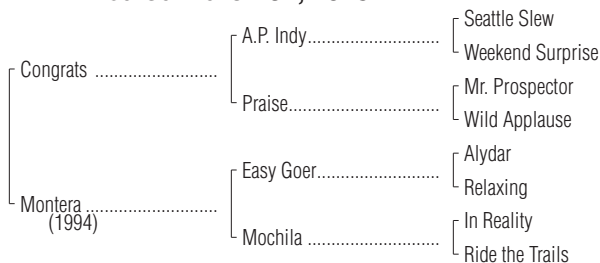 A.P. Indy
Seattle Slew
Weekend Surprise
Congrats
Praise
Mr. Prospector
Wild Applause
Easy Goer
Alydar
Relaxing
Montera
(1994)
Mochila
In Reality
Ride the Trails